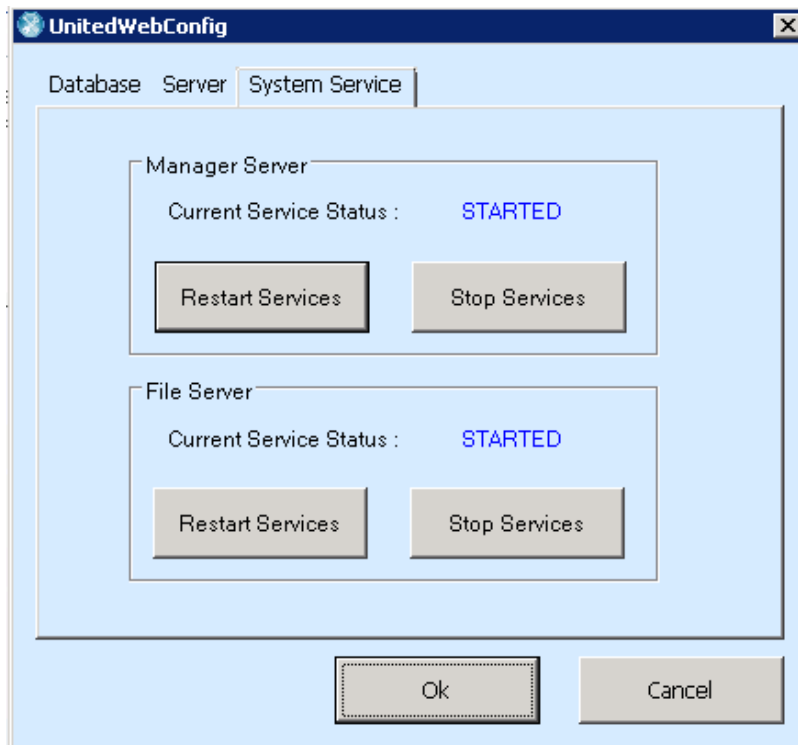 UnitedWebConfig
Database Server System Service
Manager Server
Current Service Status : STARTED
Restart Services Stop Services
File Server
Current Service Status : STARTED
Restart Services Stop Services
Ok Cancel